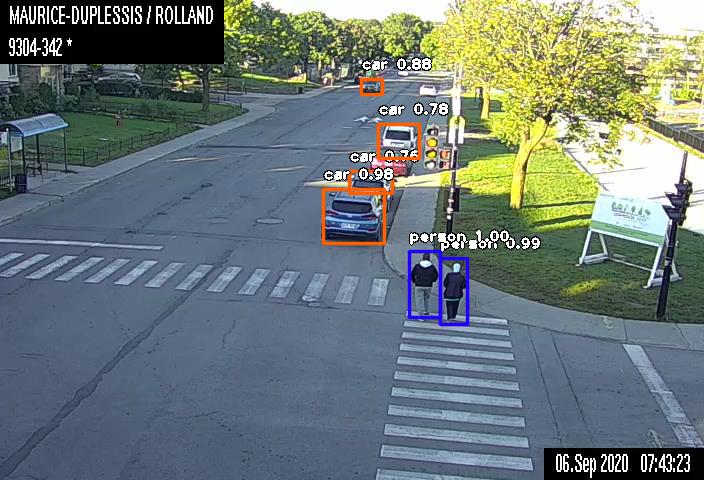 MAURICE-DUPLESSIS / ROLLAND
9304-342 *
car 0.88
car 0.78
car 0.76
car 0.98
person 1.00
person 0.99
06.Sep 2020 07:43:23